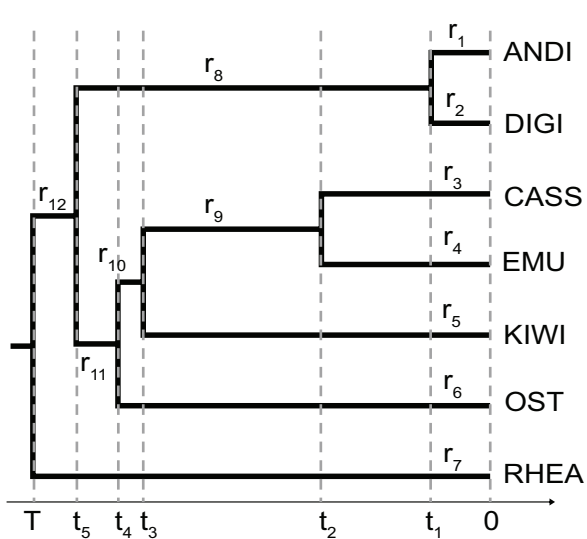 r1
ANDI
r8
r2
DIGI
r3
CASS
r12
r9
r4
EMU
r10
r5
KIWI
r11
r6
OST
r7
RHEA
T t5 t4 t3 t2 t1 0